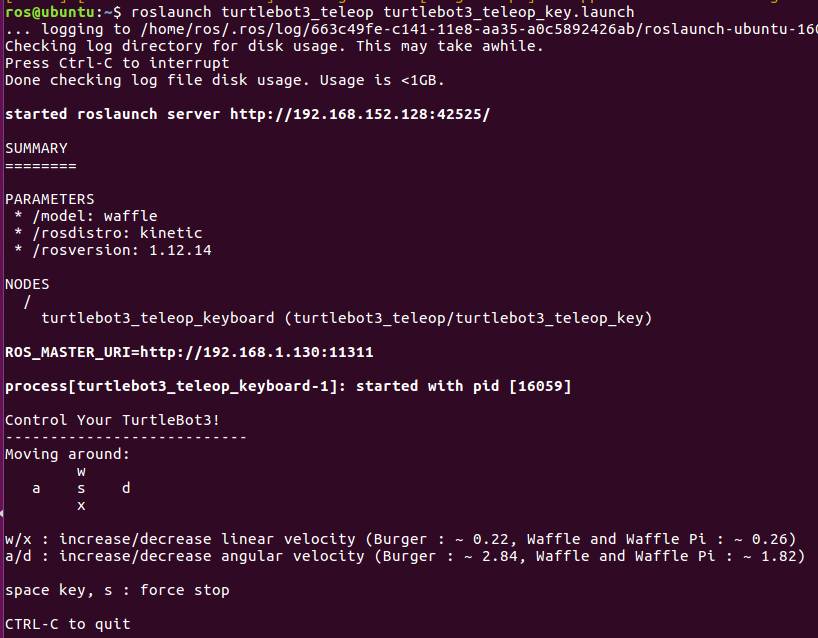 ros@ubuntu:~$ roslaunch turtlebot3_teleop turtlebot3_teleop_key.launch
... logging to /home/ros/.ros/log/663c49fe-c141-11e8-aa35-a0c5892426ab/roslaunch-ubuntu-160
Checking log directory for disk usage. This may take awhile.
Press Ctrl-C to interrupt
Done checking log file disk usage. Usage is <1GB.
started roslaunch server http://192.168.152.128:42525/
SUMMARY
========
PARAMETERS
* /model: waffle
* /rosdistro: kinetic
* /rosversion: 1.12.14
NODES
/
turtlebot3_teleop_keyboard (turtlebot3_teleop/turtlebot3_teleop_key)
ROS_MASTER_URI=http://192.168.1.130:11311
process[turtlebot3_teleop_keyboard-1]: started with pid [16059]
Control Your TurtleBot3!
---------------------------
Moving around:
w
a s d
x
w/x : increase/decrease linear velocity (Burger : ~ 0.22, Waffle and Waffle Pi : ~ 0.26)
a/d : increase/decrease angular velocity (Burger : ~ 2.84, Waffle and Waffle Pi : ~ 1.82)
space key, s : force stop
CTRL-C to quit